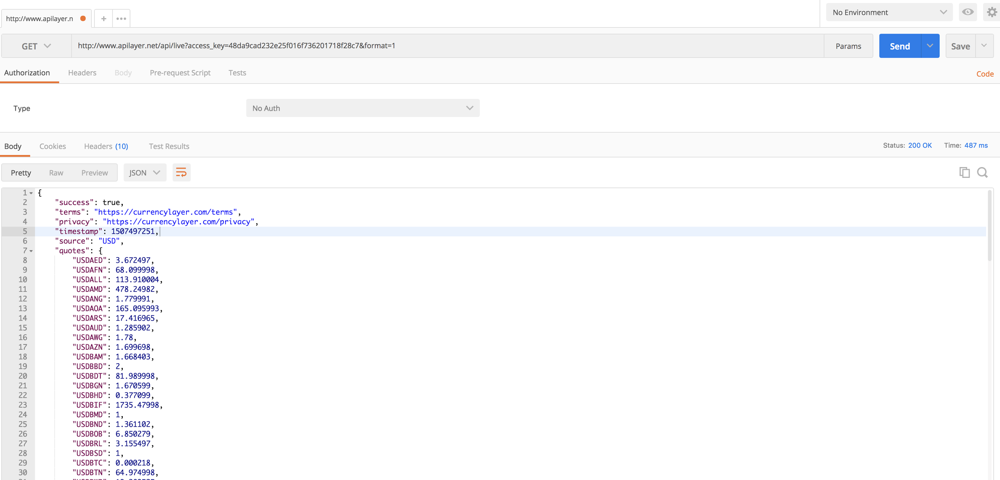 http://www.apilayer.n
No Environment
GET
http://www.apilayer.net/api/live?access_key=48da9cad232e25f016f736201718f28c7&format=1
Params
Send
Save
Authorization Headers Body Pre-request Script Tests
Code
Type
No Auth
Body Cookies Headers (10) Test Results
Status: 200 OK Time: 487 ms
Pretty Raw Preview JSON
1 {
2 "success": true,
3 "terms": "https://currencylayer.com/terms",
4 "privacy": "https://currencylayer.com/privacy",
5 "timestamp": 1507497251,
6 "source": "USD",
7 "quotes": {
8 "USDAED": 3.672497,
9 "USDAFN": 68.099998,
10 "USDALL": 113.910004,
11 "USDAMD": 478.24982,
12 "USDANG": 1.779991,
13 "USDAOA": 165.095993,
14 "USDARS": 17.416965,
15 "USDAUD": 1.285902,
16 "USDAWG": 1.78,
17 "USDAZN": 1.699698,
18 "USDBAM": 1.668403,
19 "USDBBD": 2,
20 "USDBDT": 81.989998,
21 "USDBGN": 1.670599,
22 "USDBHD": 0.377099,
23 "USDBIF": 1735.47998,
24 "USDBMD": 1,
25 "USDBND": 1.361102,
26 "USDBOB": 6.850279,
27 "USDBRL": 3.155497,
28 "USDBSD": 1,
29 "USDBTC": 0.000218,
30 "USDBTN": 64.974998,